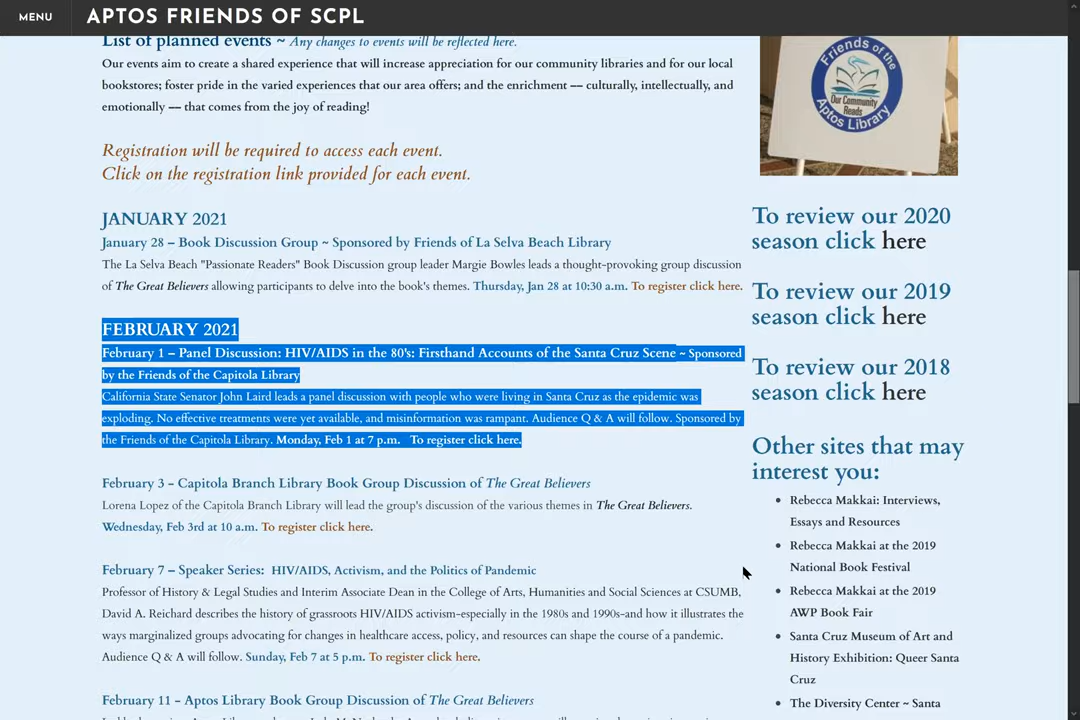 MENU
APTOS FRIENDS OF SCPL
List of planned events ~ Any changes to events will be reflected here.
Our events aim to create a shared experience that will increase appreciation for our community libraries and for our local
bookstores; foster pride in the varied experiences that our area offers; and the enrichment –– culturally, intellectually, and
emotionally –– that comes from the joy of reading!
Registration will be required to access each event.
Click on the registration link provided for each event.
JANUARY 2021
January 28 – Book Discussion Group ~ Sponsored by Friends of La Selva Beach Library
The La Selva Beach "Passionate Readers" Book Discussion group leader Margie Bowles leads a thought-provoking group discussion
of The Great Believers allowing participants to delve into the book's themes. Thursday, Jan 28 at 10:30 a.m. To register click here.
FEBRUARY 2021
February 1 – Panel Discussion: HIV/AIDS in the 80's: Firsthand Accounts of the Santa Cruz Scene ~ Sponsored
by the Friends of the Capitola Library
California State Senator John Laird leads a panel discussion with people who were living in Santa Cruz as the epidemic was
exploding. No effective treatments were yet available, and misinformation was rampant. Audience Q & A will follow. Sponsored by
the Friends of the Capitola Library. Monday, Feb 1 at 7 p.m. To register click here.
February 3 - Capitola Branch Library Book Group Discussion of The Great Believers
Lorena Lopez of the Capitola Branch Library will lead the group's discussion of the various themes in The Great Believers.
Wednesday, Feb 3rd at 10 a.m. To register click here.
February 7 – Speaker Series: HIV/AIDS, Activism, and the Politics of Pandemic
Professor of History & Legal Studies and Interim Associate Dean in the College of Arts, Humanities and Social Sciences at CSUMB,
David A. Reichard describes the history of grassroots HIV/AIDS activism-especially in the 1980s and 1990s-and how it illustrates the
ways marginalized groups advocating for changes in healthcare access, policy, and resources can shape the course of a pandemic.
Audience Q & A will follow. Sunday, Feb 7 at 5 p.m. To register click here.
February 11 - Aptos Library Book Group Discussion of The Great Believers
Friends of the
Our Community
Reads
Aptos Library
To review our 2020
season click here
To review our 2019
season click here
To review our 2018
season click here
Other sites that may
interest you:
Rebecca Makkai: Interviews,
Essays and Resources
Rebecca Makkai at the 2019
National Book Festival
Rebecca Makkai at the 2019
AWP Book Fair
Santa Cruz Museum of Art and
History Exhibition: Queer Santa
Cruz
The Diversity Center ~ Santa